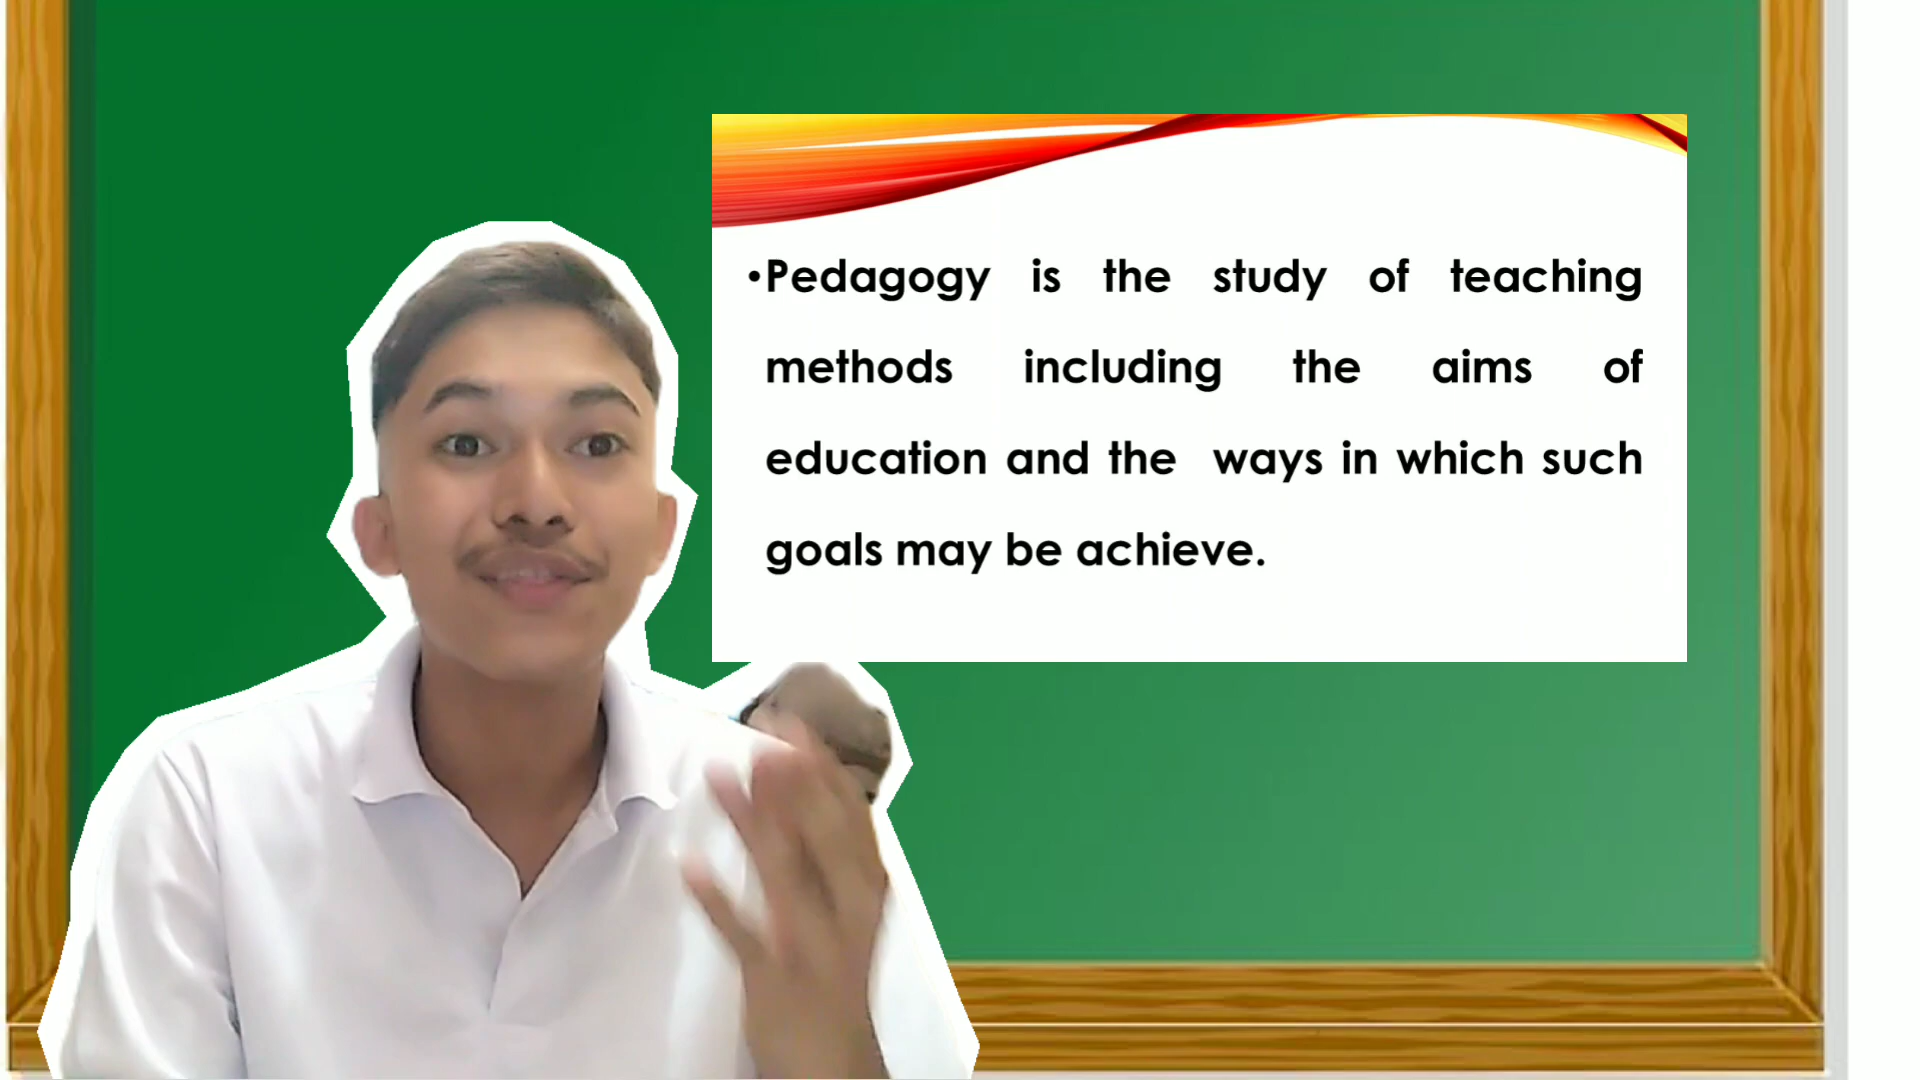 •Pedagogy is the study of teaching
methods including the aims of
education and the ways in which such
goals may be achieve.